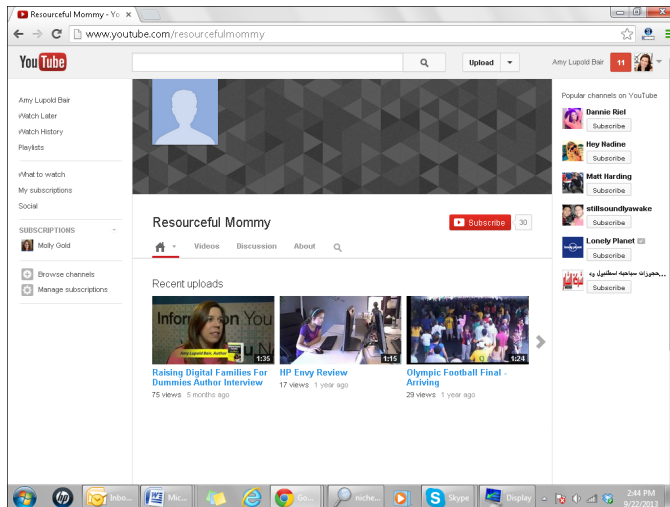 Resourceful Mommy - Yo
www.youtube.com/resourcefulmommy
YouTube
Upload
Amy Lupold Bair
11
Amy Lupold Bair
Watch Later
Watch History
Playlists
What to watch
My subscriptions
Social
SUBSCRIPTIONS
Molly Gold
Browse channels
Manage subscriptions
Resourceful Mommy
Subscribe
30
Videos
Discussion
About
Recent uploads
Amy Lupold Bair, Author
1:35
Raising Digital Families For
Dummies Author Interview
75 views 5 months ago
1:15
HP Envy Review
17 views 1 year ago
1:24
Olympic Football Final -
Arriving
29 views 1 year ago
Popular channels on YouTube
Dannie Riel
Subscribe
Hey Nadine
Subscribe
Matt Harding
Subscribe
stillsoundlyawake
Subscribe
Lonely Planet
Subscribe
Subscribe
hp
Inbo...
Mic...
Go...
niche...
Skype
Display
2:44 PM
9/22/2013